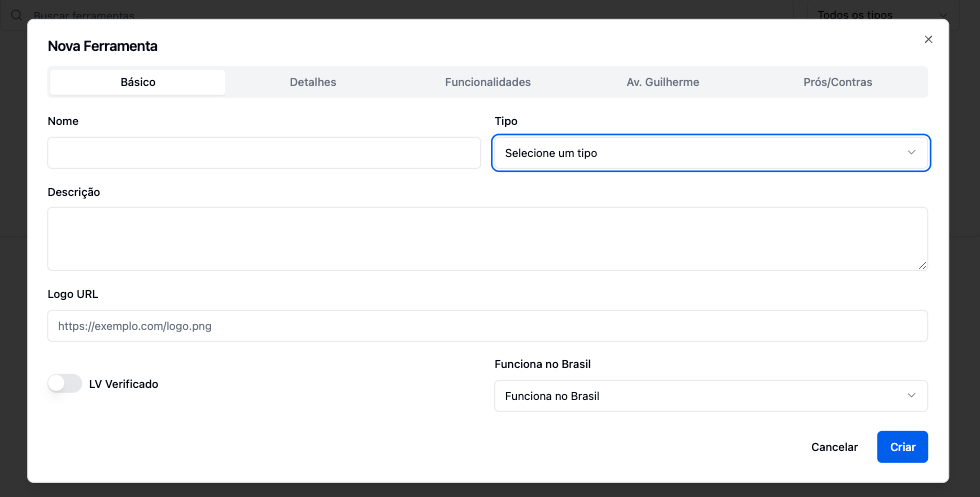 Buscar ferramentas
Todos os tipos
Nova Ferramenta
Básico
Detalhes
Funcionalidades
Av. Guilherme
Prós/Contras
Nome
Tipo
Selecione um tipo
Descrição
Logo URL
https://exemplo.com/logo.png
LV Verificado
Funciona no Brasil
Funciona no Brasil
Cancelar
Criar